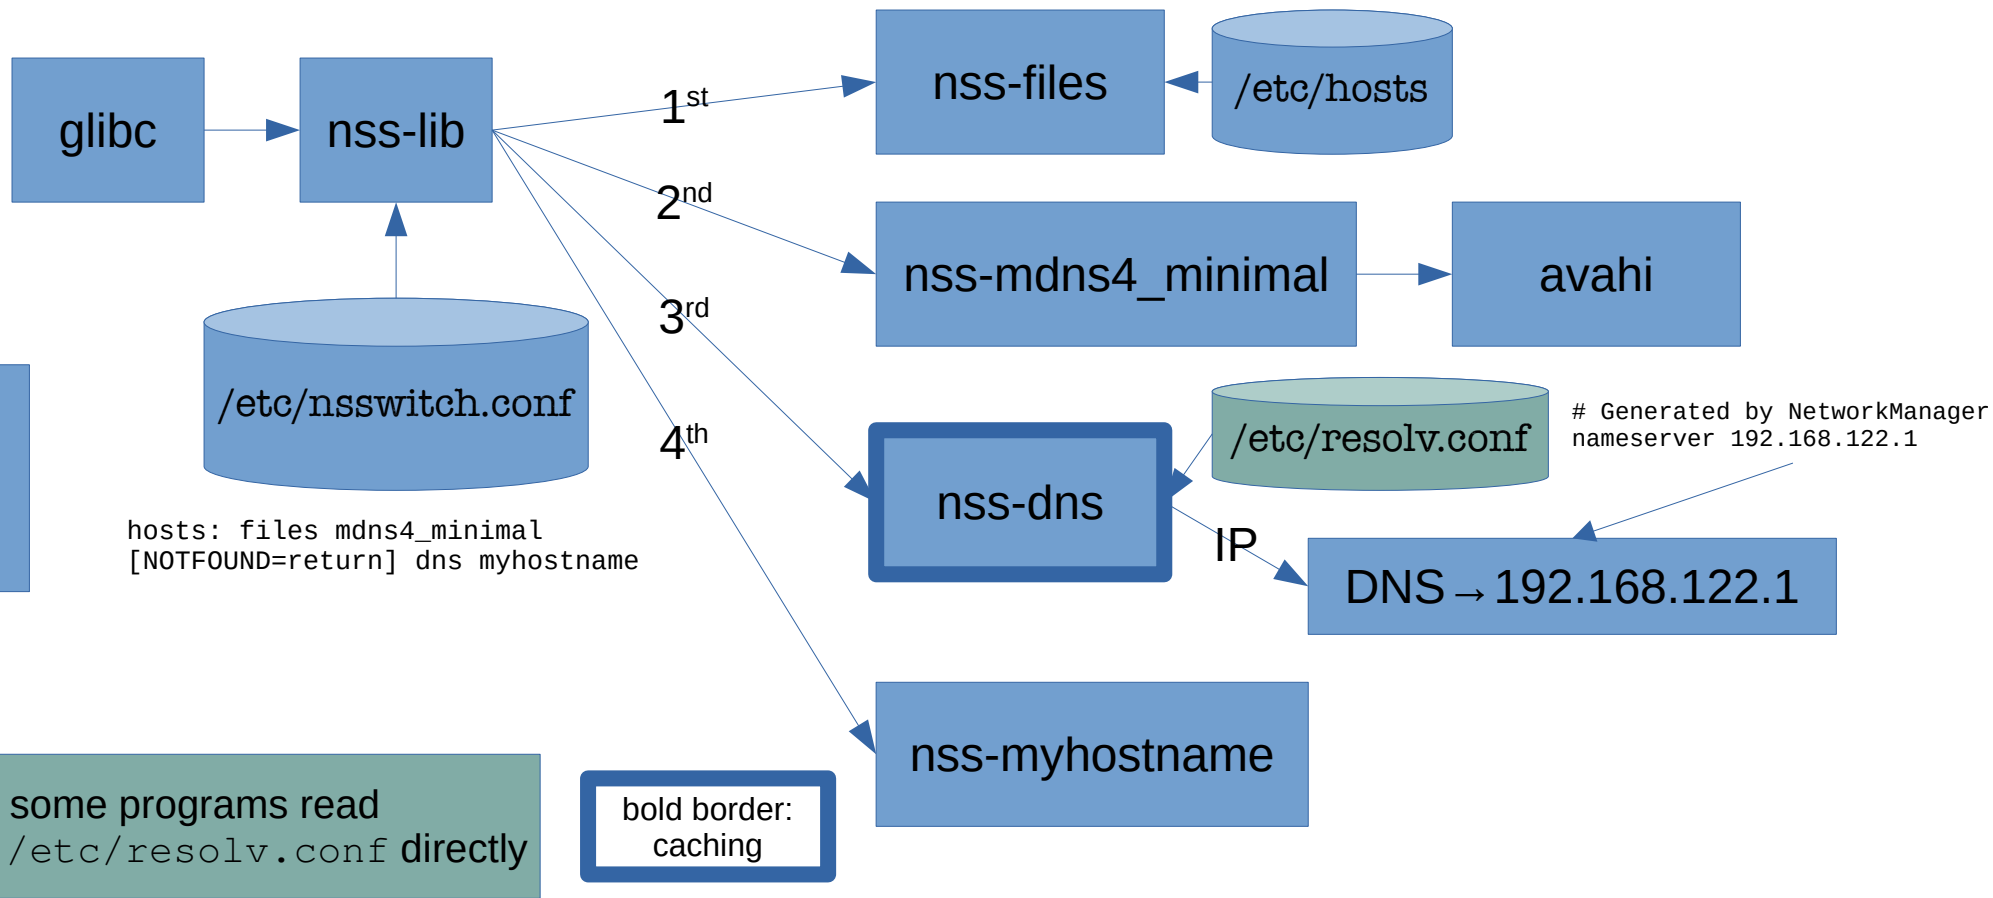 glibc
nss-lib
1st
nss-files
/etc/hosts
2nd
nss-mdns4_minimal
avahi
3rd
/etc/nsswitch.conf
4th
/etc/resolv.conf
# Generated by NetworkManager
nameserver 192.168.122.1
nss-dns
IP
hosts: files mdns4_minimal
[NOTFOUND=return] dns myhostname
DNS→192.168.122.1
nss-myhostname
some programs read
/etc/resolv.conf directly
bold border:
caching